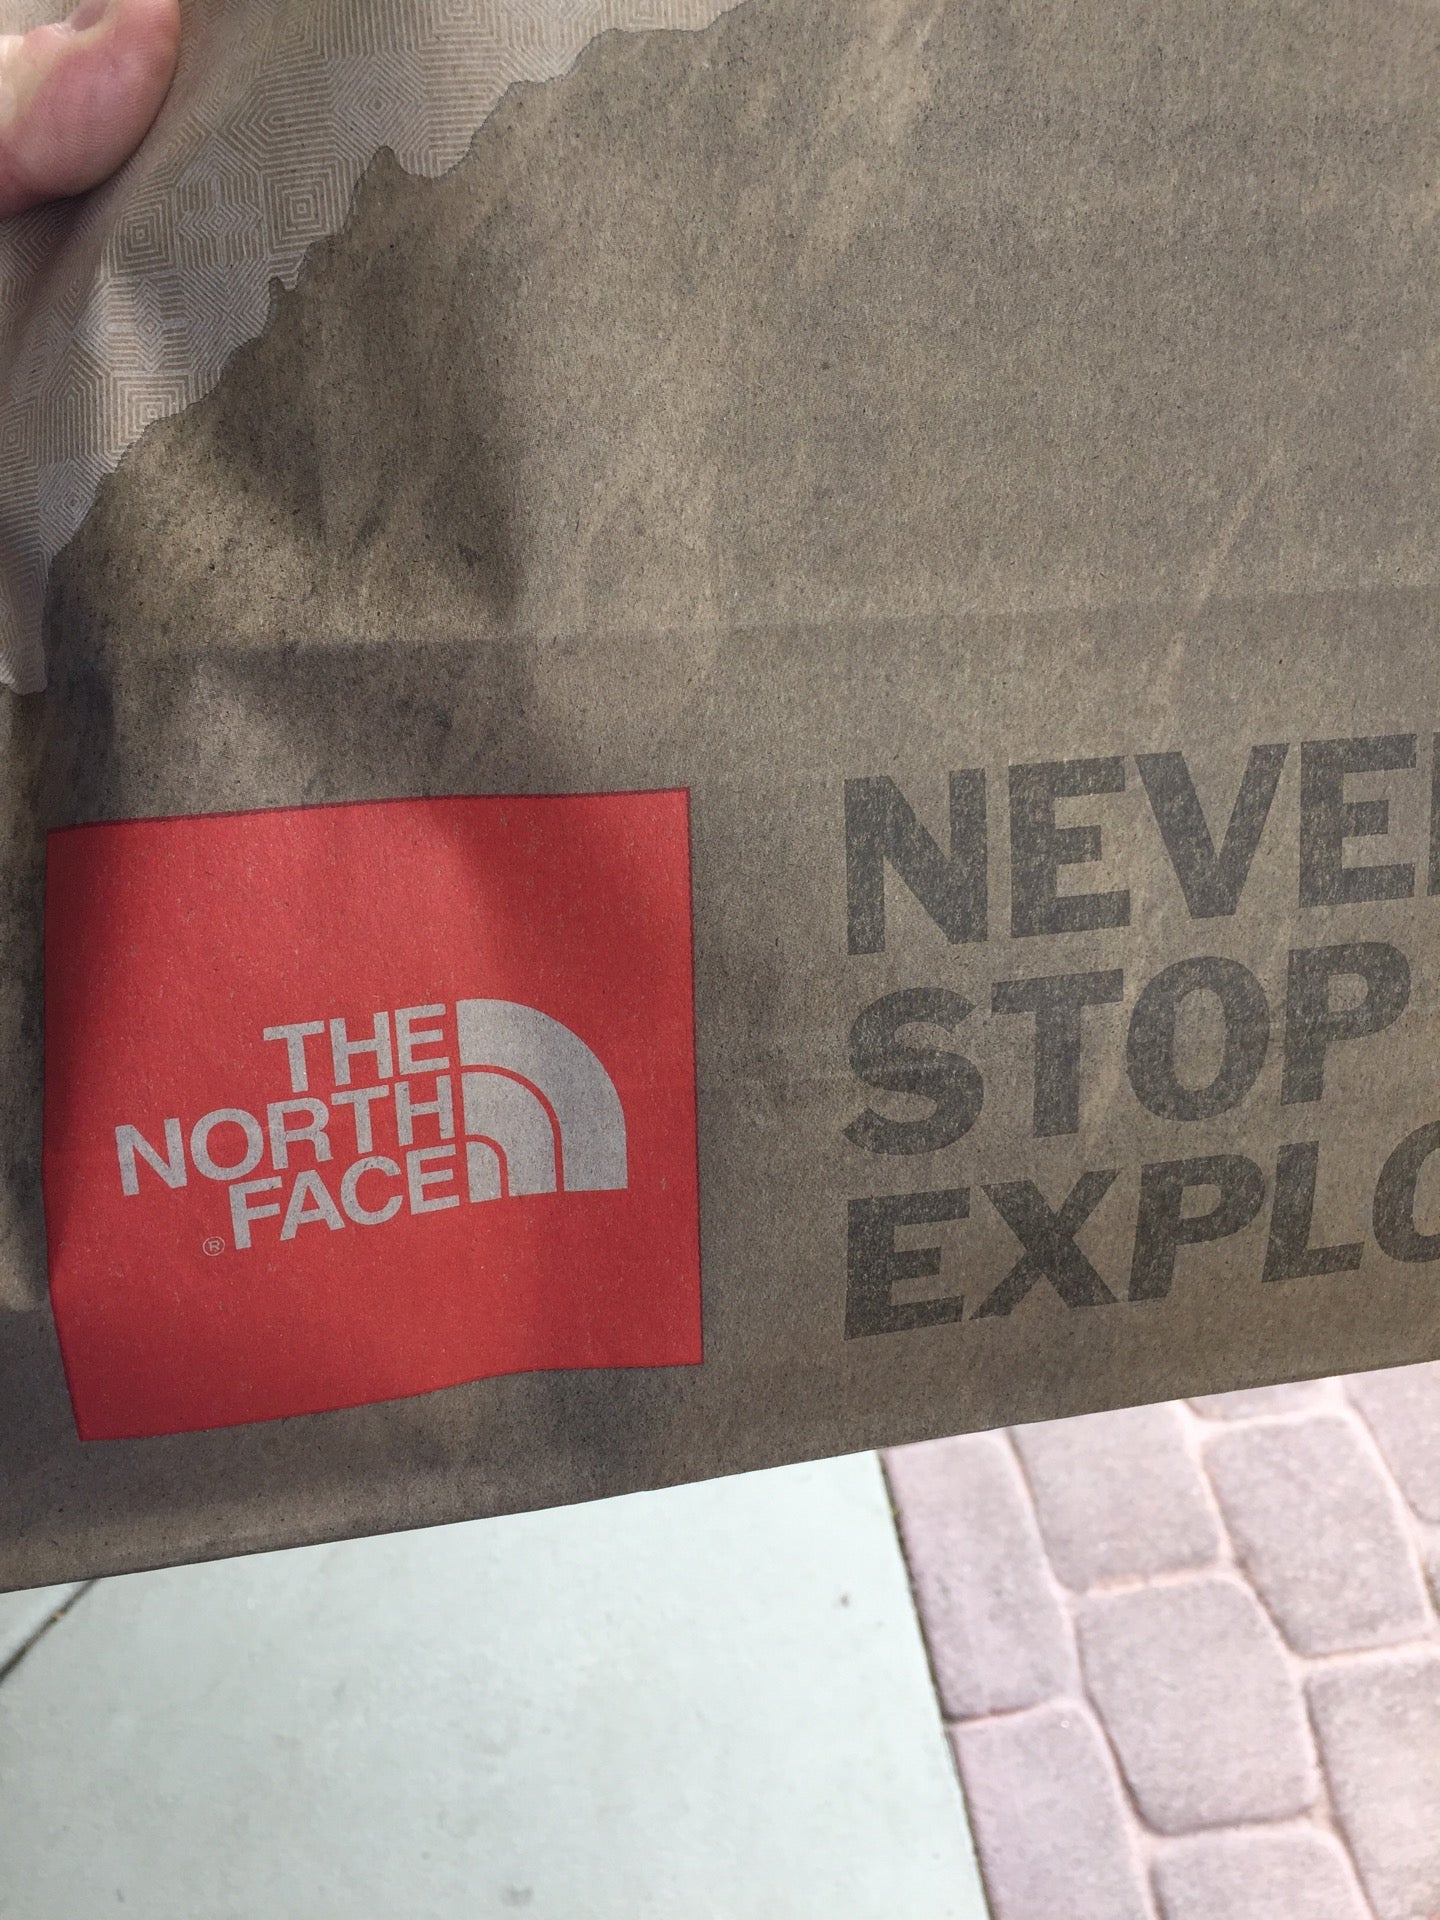 THE
NORTH
FACE
®
NEVE
STOP
EXPLO